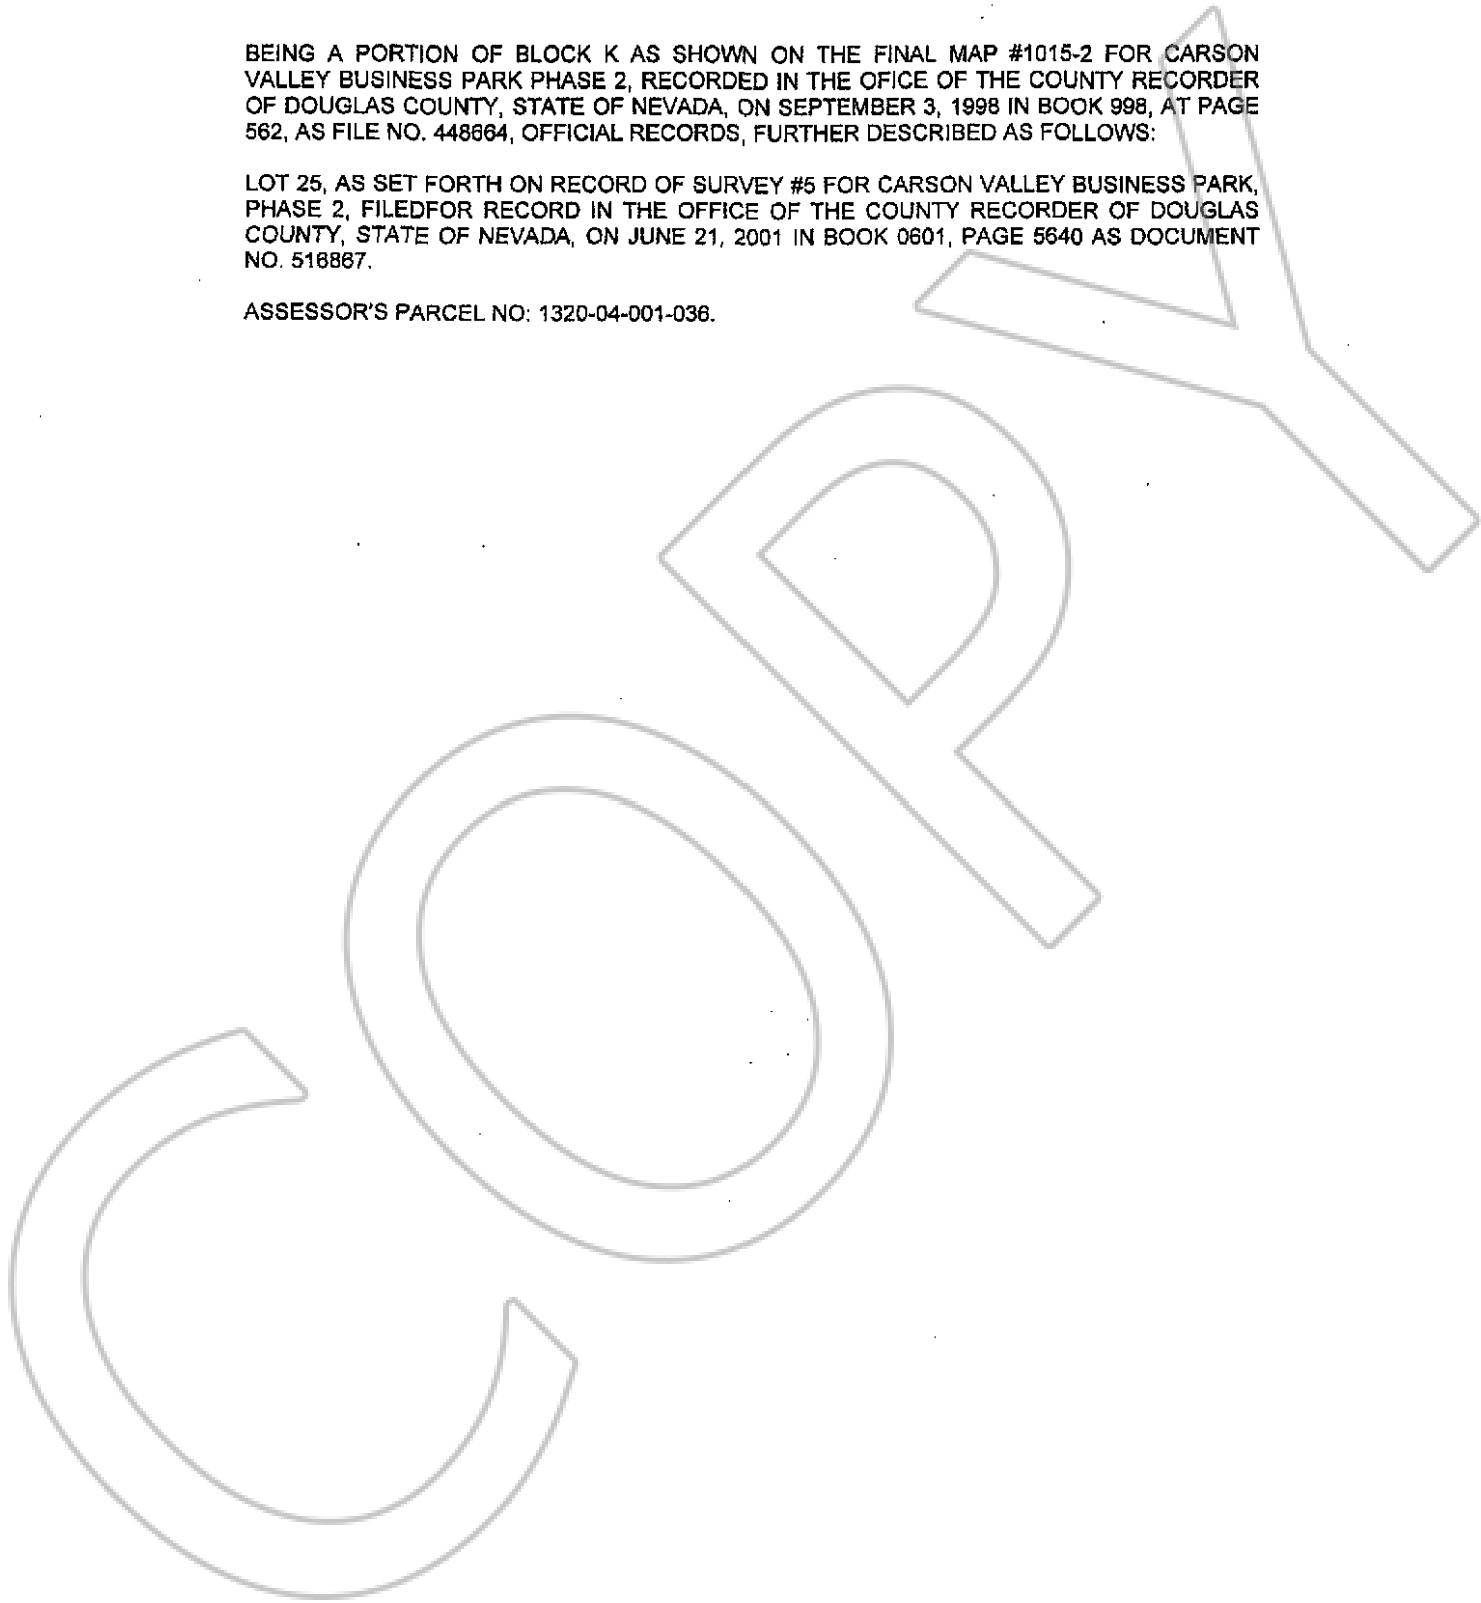 BEING A PORTION OF BLOCK K AS SHOWN ON THE FINAL MAP #1015-2 FOR CARSON
VALLEY BUSINESS PARK PHASE 2, RECORDED IN THE OFICE OF THE COUNTY RECORDER
OF DOUGLAS COUNTY, STATE OF NEVADA, ON SEPTEMBER 3, 1998 IN BOOK 998, AT PAGE
562, AS FILE NO. 448664, OFFICIAL RECORDS, FURTHER DESCRIBED AS FOLLOWS:
LOT 25, AS SET FORTH ON RECORD OF SURVEY #5 FOR CARSON VALLEY BUSINESS PARK,
PHASE 2, FILEDFOR RECORD IN THE OFFICE OF THE COUNTY RECORDER OF DOUGLAS
COUNTY, STATE OF NEVADA, ON JUNE 21, 2001 IN BOOK 0601, PAGE 5640 AS DOCUMENT
NO. 516867.
ASSESSOR'S PARCEL NO: 1320-04-001-036.
COPY